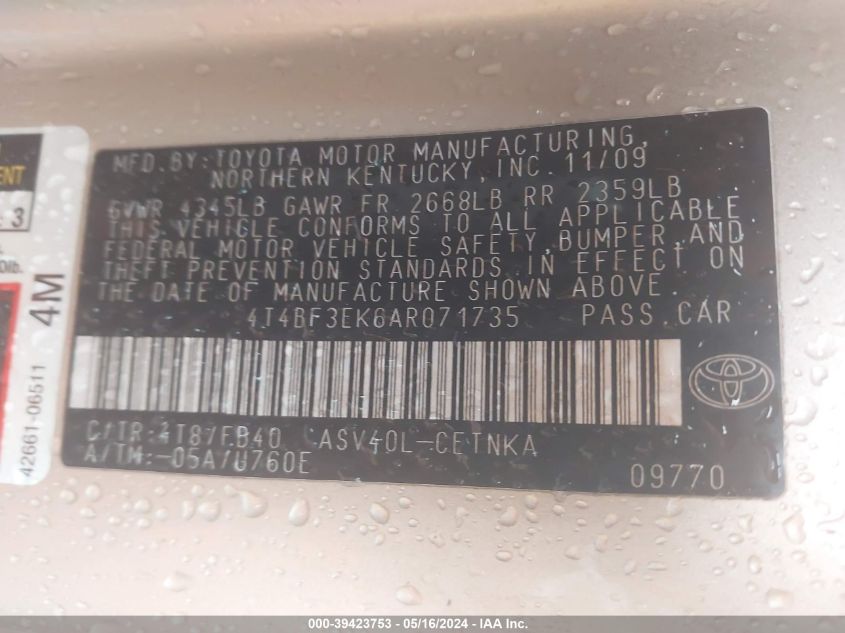 MFD.BY:TOYOTA MOTOR MANUFACTURING,
NORTHERN KENTUCKY, INC. 11/09
GVWR 4345LB GAWR FR 2668LB RR 2359LB
THIS VEHICLE CONFORMS TO ALL APPLICABLE
FEDERAL MOTOR VEHICLE SAFETY,BUMPER,AND
THEFT PREVENTION STANDARDS IN EFFECT ON
THE DATE OF MANUFACTURE SHOWN ABOVE.
4T4BF3EK6AR071735 PASS.CAR
C/TR:4T87/FB40 ASV40L-CETNKA
A/TM:-05A/U760E
09770
3
4M
42661-06511
000-39423753 - 05/16/2024 - IAA Inc.